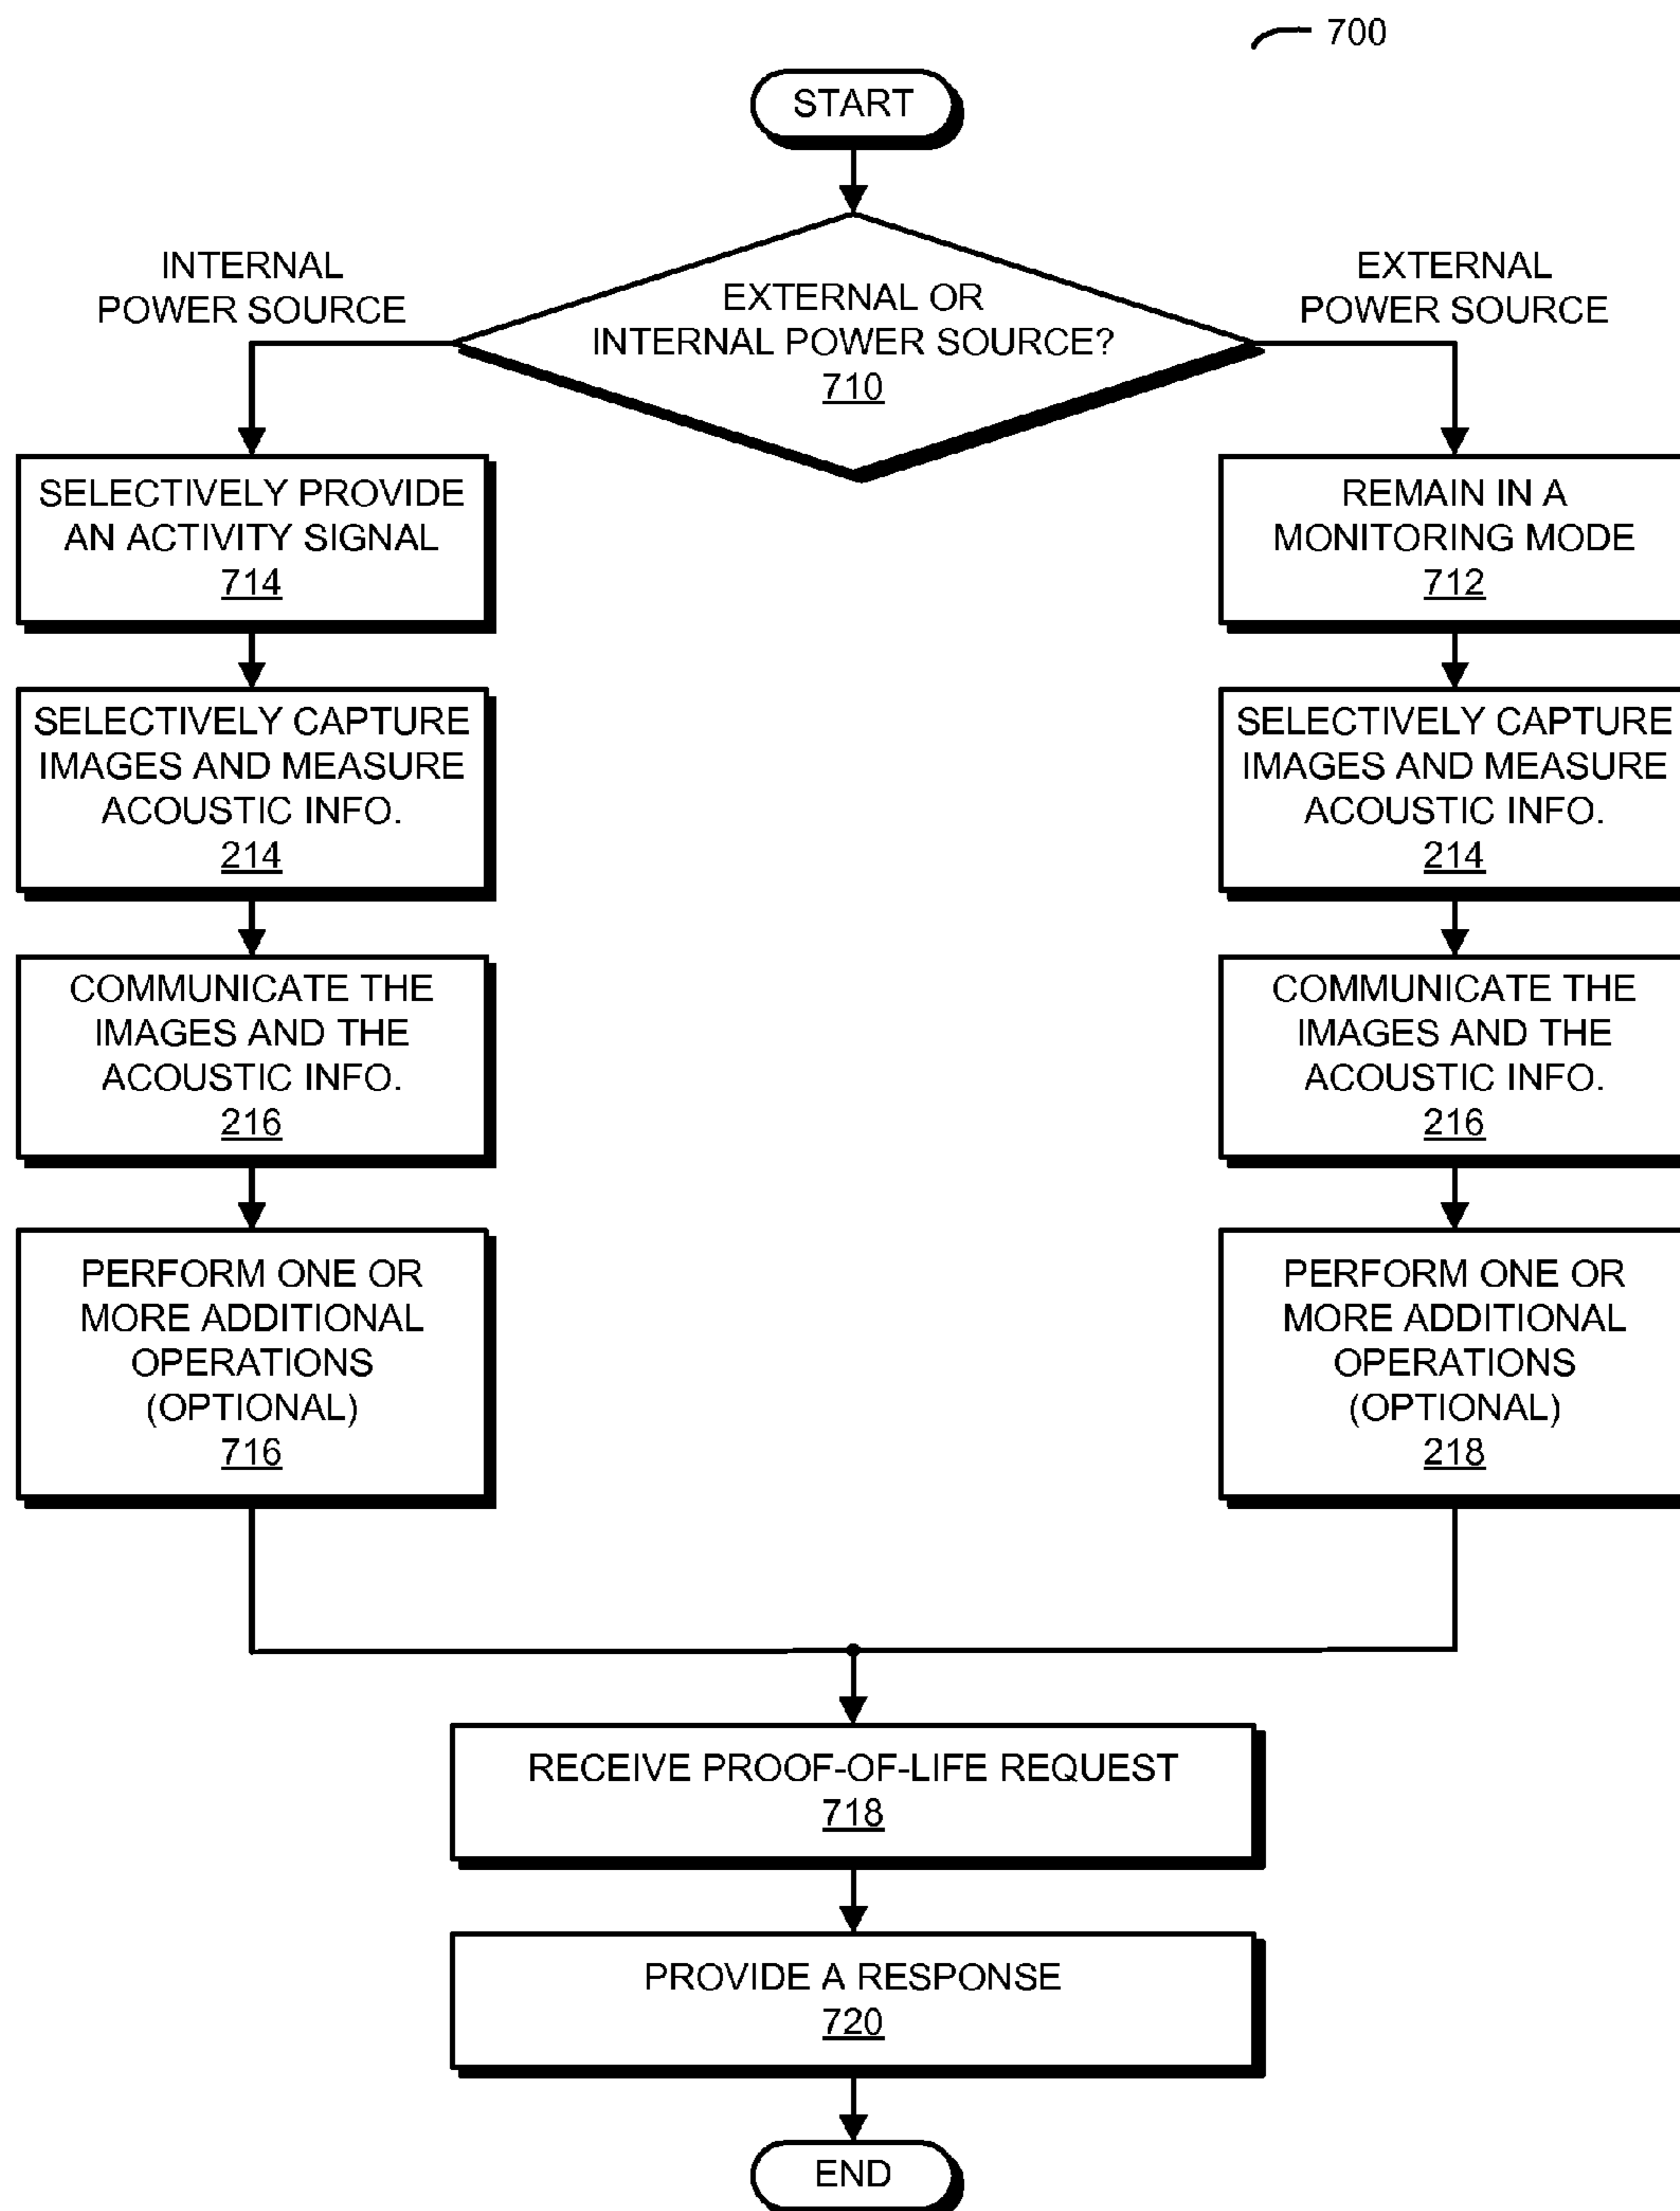 700
START
INTERNAL
POWER SOURCE
EXTERNAL OR
INTERNAL POWER SOURCE?
710
EXTERNAL
POWER SOURCE
SELECTIVELY PROVIDE
AN ACTIVITY SIGNAL
714
SELECTIVELY CAPTURE
IMAGES AND MEASURE
ACOUSTIC INFO.
214
COMMUNICATE THE
IMAGES AND THE
ACOUSTIC INFO.
216
PERFORM ONE OR
MORE ADDITIONAL
OPERATIONS
(OPTIONAL)
716
REMAIN IN A
MONITORING MODE
712
SELECTIVELY CAPTURE
IMAGES AND MEASURE
ACOUSTIC INFO.
214
COMMUNICATE THE
IMAGES AND THE
ACOUSTIC INFO.
216
PERFORM ONE OR
MORE ADDITIONAL
OPERATIONS
(OPTIONAL)
218
RECEIVE PROOF-OF-LIFE REQUEST
718
PROVIDE A RESPONSE
720
END